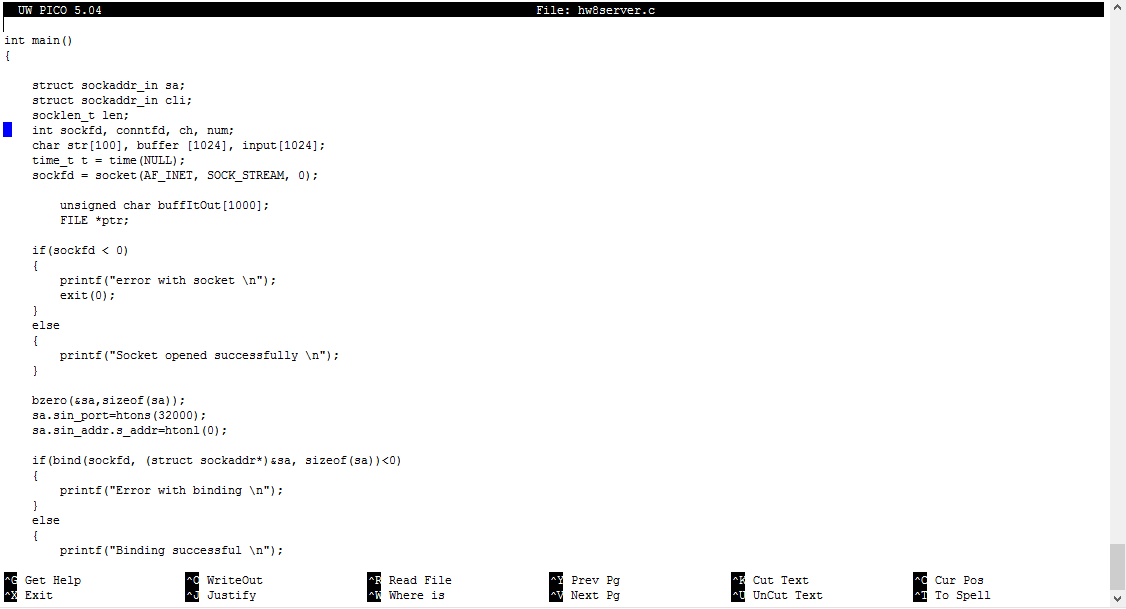 UW PICO 5.04 File: hw8server.c
int main()
{
struct sockaddr_in sa;
struct sockaddr_in cli;
socklen_t len;
int sockfd, conntfd, ch, num;
char str[100], buffer [1024], input[1024];
time_t t = time(NULL);
sockfd = socket(AF_INET, SOCK_STREAM, 0);
unsigned char buffItOut[1000];
FILE *ptr;
if(sockfd < 0)
{
printf("error with socket \n");
exit(0);
}
else
{
printf("Socket opened successfully \n");
}
bzero(&sa,sizeof(sa));
sa.sin_port=htons(32000);
sa.sin_addr.s_addr=htonl(0);
if(bind(sockfd, (struct sockaddr*)&sa, sizeof(sa))<0)
{
printf("Error with binding \n");
}
else
{
printf("Binding successful \n");
^G Get Help ^O WriteOut ^R Read File ^Y Prev Pg ^K Cut Text ^C Cur Pos
^X Exit ^J Justify ^W Where is ^V Next Pg ^U UnCut Text ^T To Spell